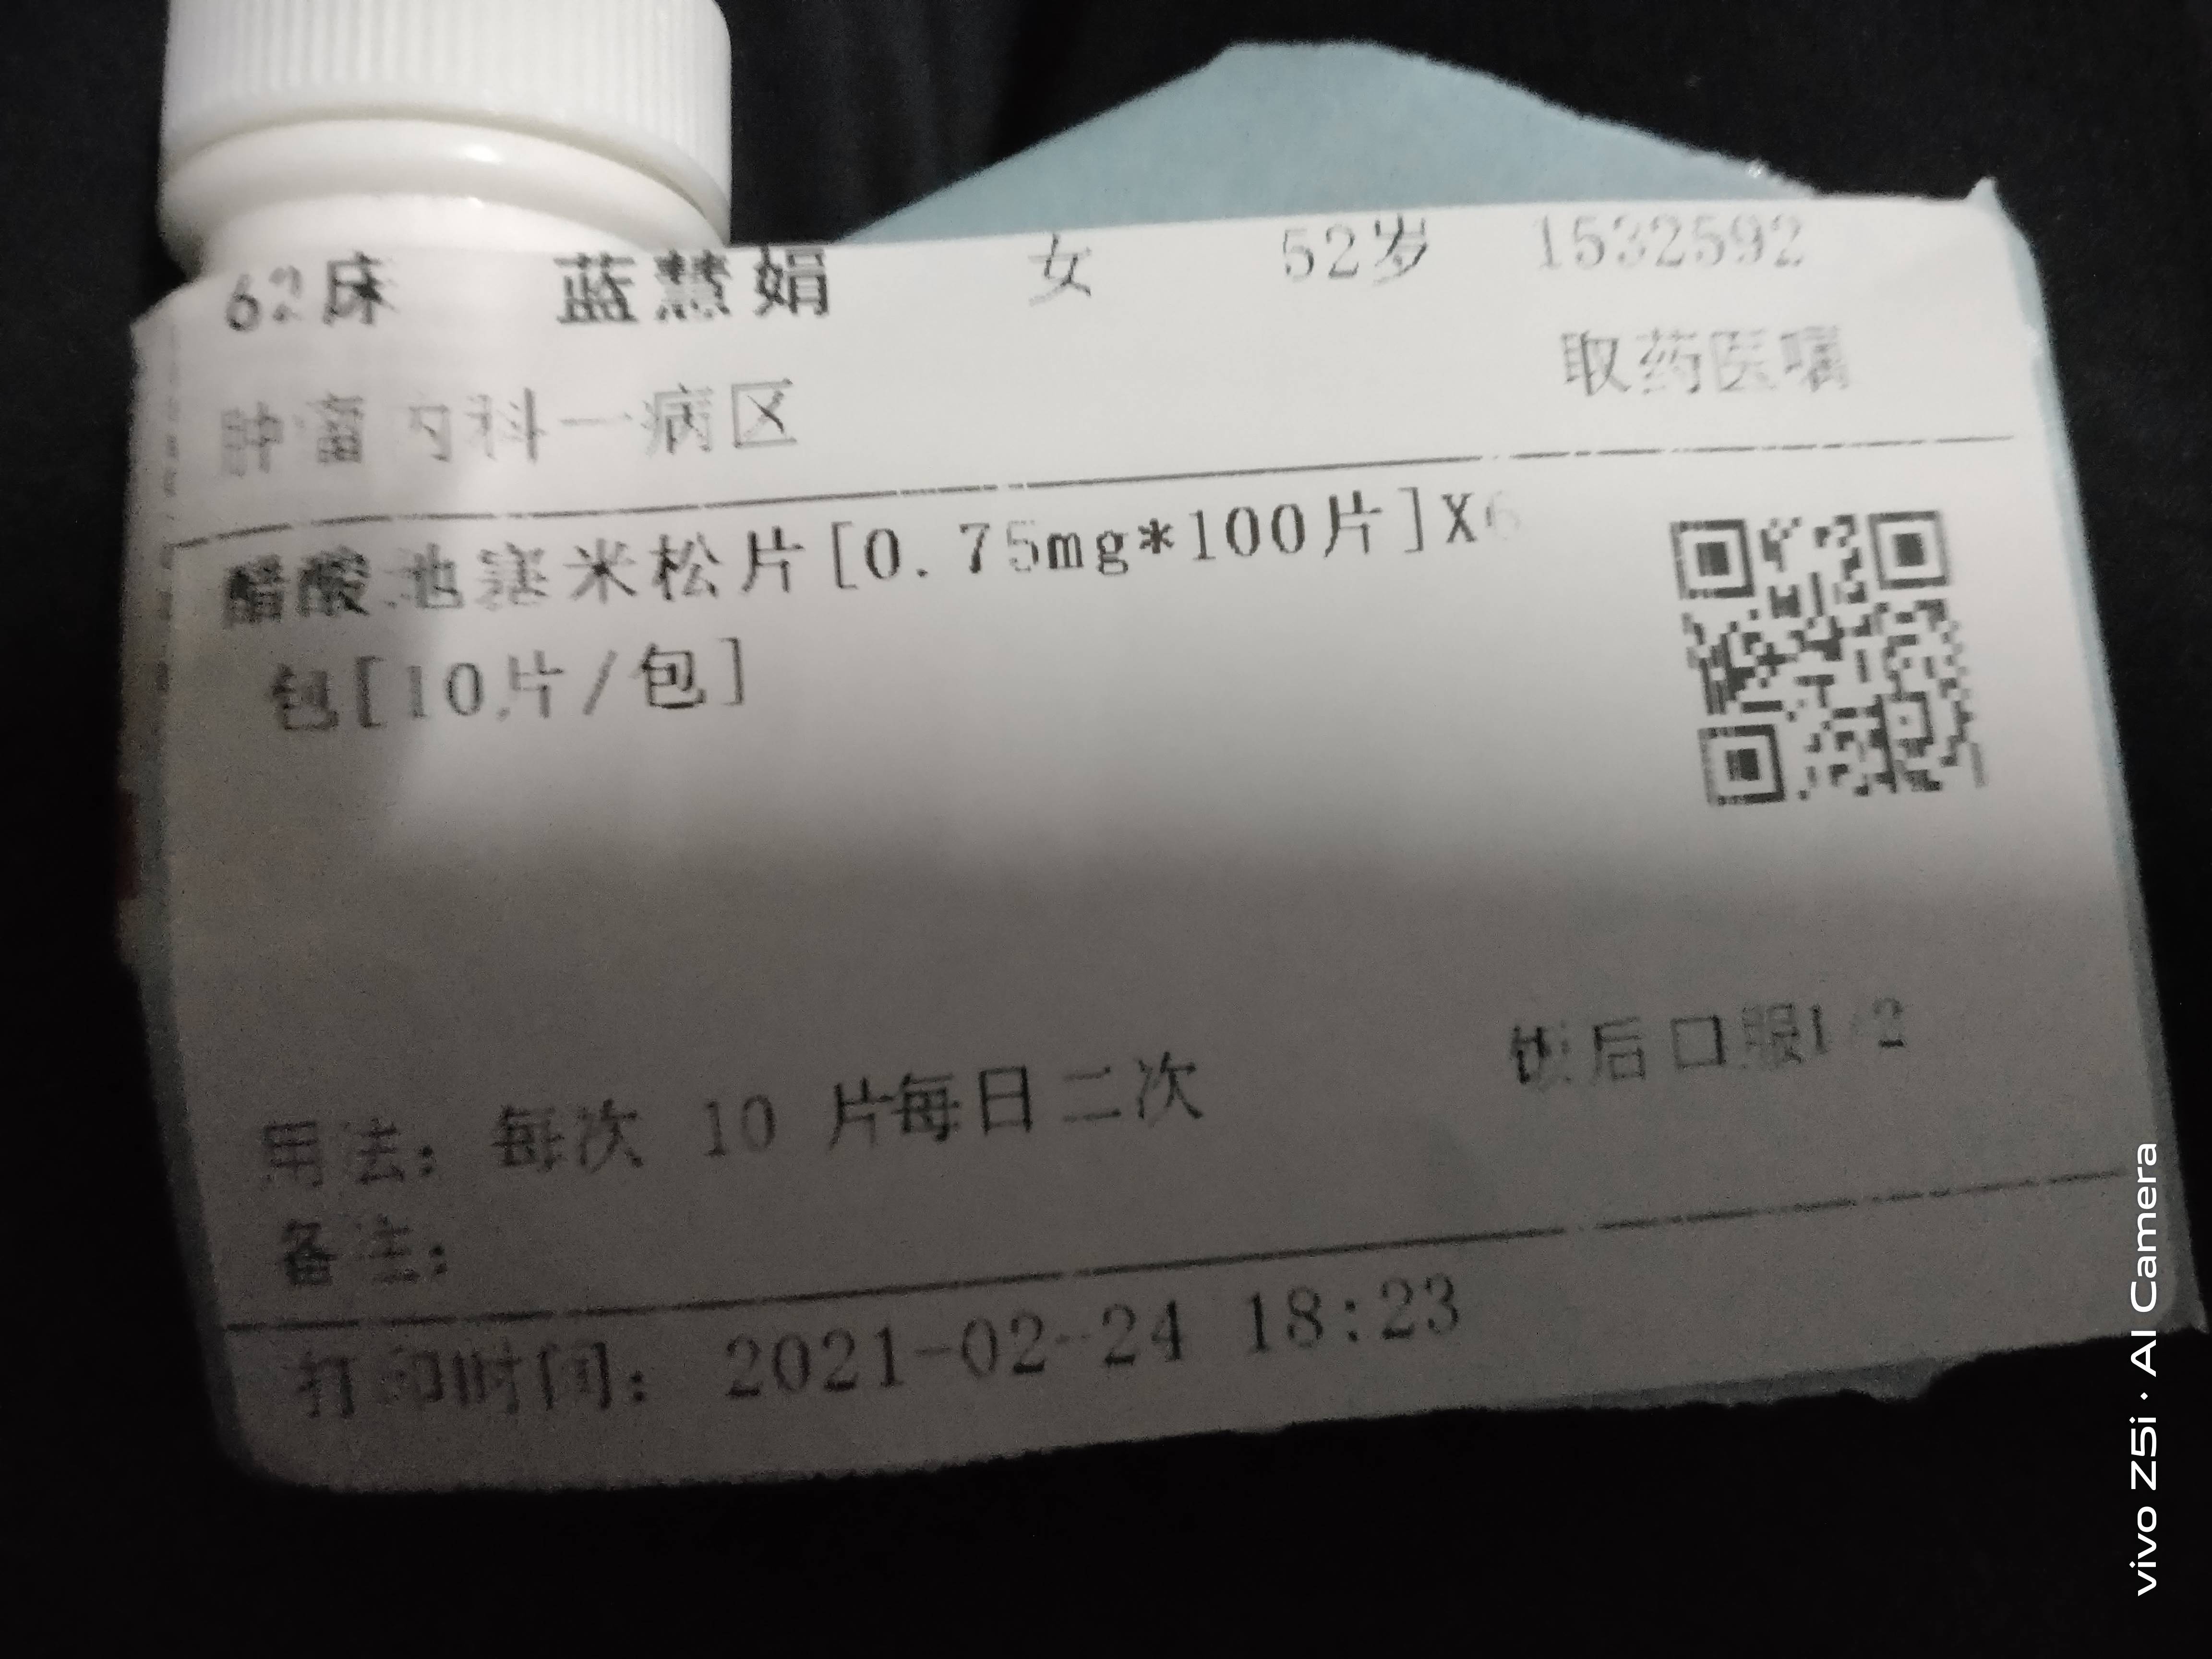 62床 蓝慧娟 女 52岁 1532592
肿瘤内科一病区 取药医嘱
醋酸地塞米松片[0.75mg*100片]X6
包[10片/包]
用法: 每次 10 片每日二次 饭后口服1/2
备注:
打印时间: 2021-02-24 18:23
vivo Z5i · AI Camera